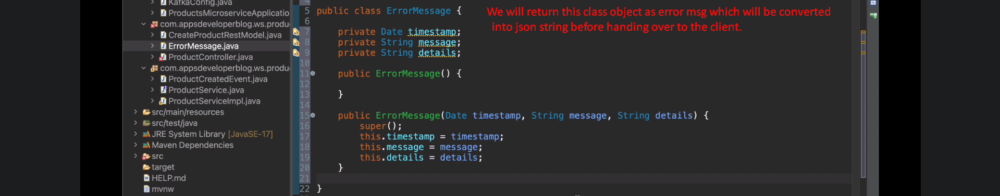 KafkaConfig.java
ProductsMicroserviceApplicatio
com.appsdeveloperblog.ws.produ
CreateProductRestModel.java
ErrorMessage.java
ProductController.java
com.appsdeveloperblog.ws.produ
ProductCreatedEvent.java
ProductService.java
ProductServiceImpl.java
src/main/resources
src/test/java
JRE System Library [JavaSE-17]
Maven Dependencies
src
target
HELP.md
mvnw
4
5 public class ErrorMessage {
6
7 private Date timestamp;
8 private String message;
9 private String details;
10
11 public ErrorMessage() {
12
13 }
14
15 public ErrorMessage(Date timestamp, String message, String details) {
16 super();
17 this.timestamp = timestamp;
18 this.message = message;
19 this.details = details;
20 }
21
22 }
We will return this class object as error msg which will be converted
into json string before handing over to the client.